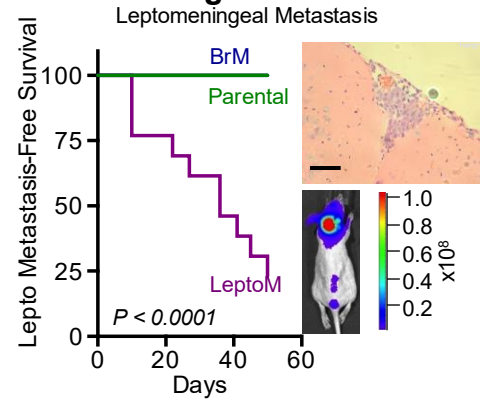 Leptomeningeal Metastasis
Lepto Metastasis-Free Survival
100
75
50
25
0
BrM
Parental
LeptoM
P < 0.0001
0 20 40 60
Days
1.0
0.8
0.6
0.4
0.2
x10⁸